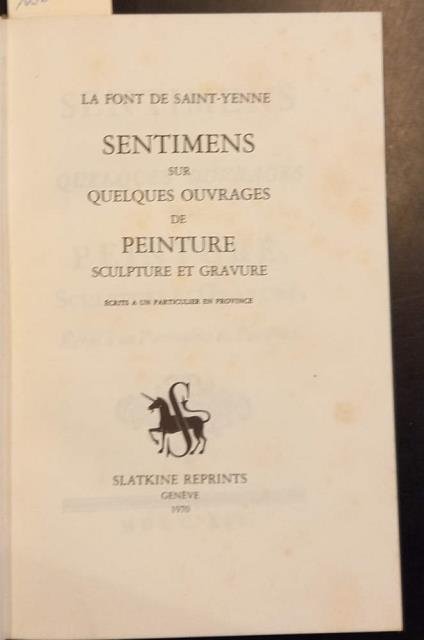 LA FONT DE SAINT-YENNE
SENTIMENS
SUR
QUELQUES OUVRAGES
DE
PEINTURE
SCULPTURE ET GRAVURE
ÉCRITS A UN PARTICULIER EN PROVINCE
S
SLATKINE REPRINTS
GENÈVE
1970